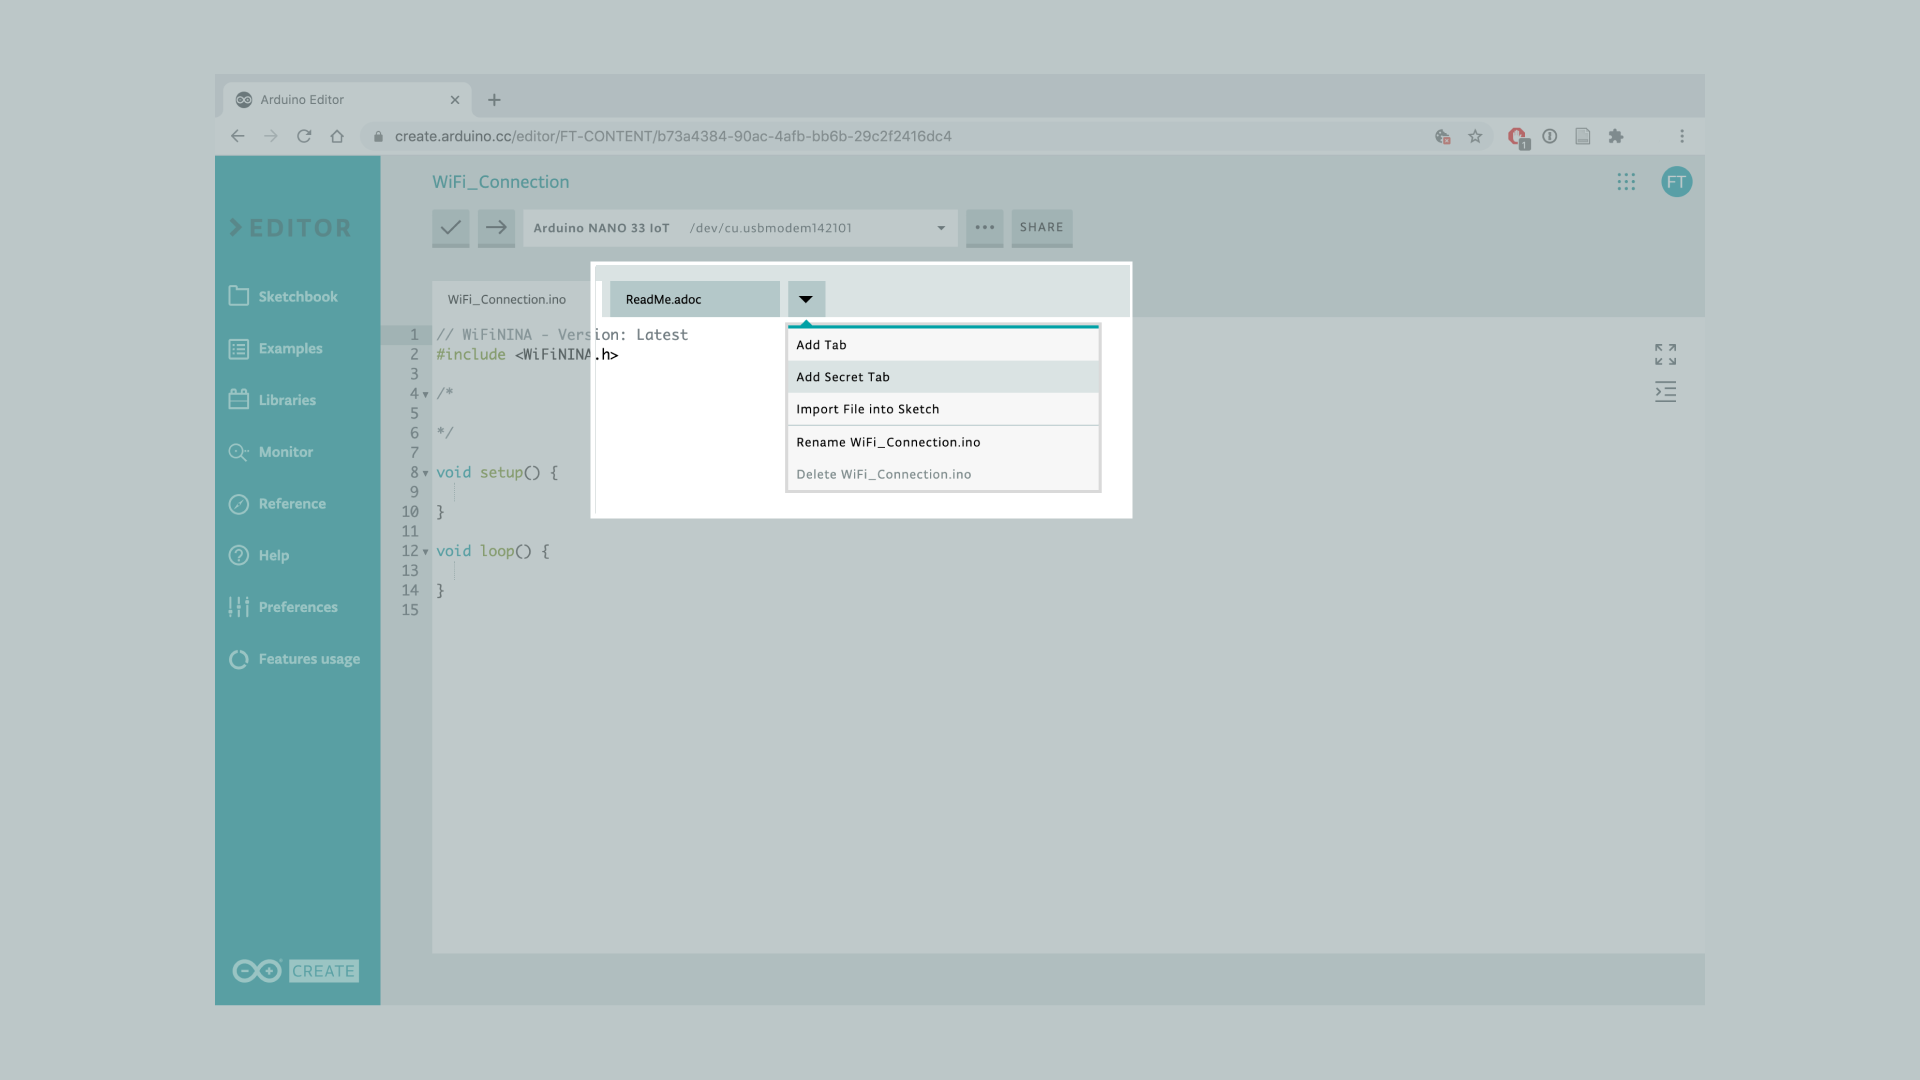 Arduino Editor
create.arduino.cc/editor/FT-CONTENT/b73a4384-90ac-4afb-bb6b-29c2f2416dc4
1
WiFi_Connection
FT
EDITOR
Arduino NANO 33 IoT /dev/cu.usbmodem142101
SHARE
Sketchbook
Examples
Libraries
Monitor
Reference
Help
Preferences
Features usage
CREATE
WiFi_Connection.ino
ReadMe.adoc
1 // WiFiNINA - Version: Latest
2 #include <WiFiNINA.h>
3
4 /*
5
6 */
7
8 void setup() {
9
10 }
11
12 void loop() {
13
14 }
15
Add Tab
Add Secret Tab
Import File into Sketch
Rename WiFi_Connection.ino
Delete WiFi_Connection.ino